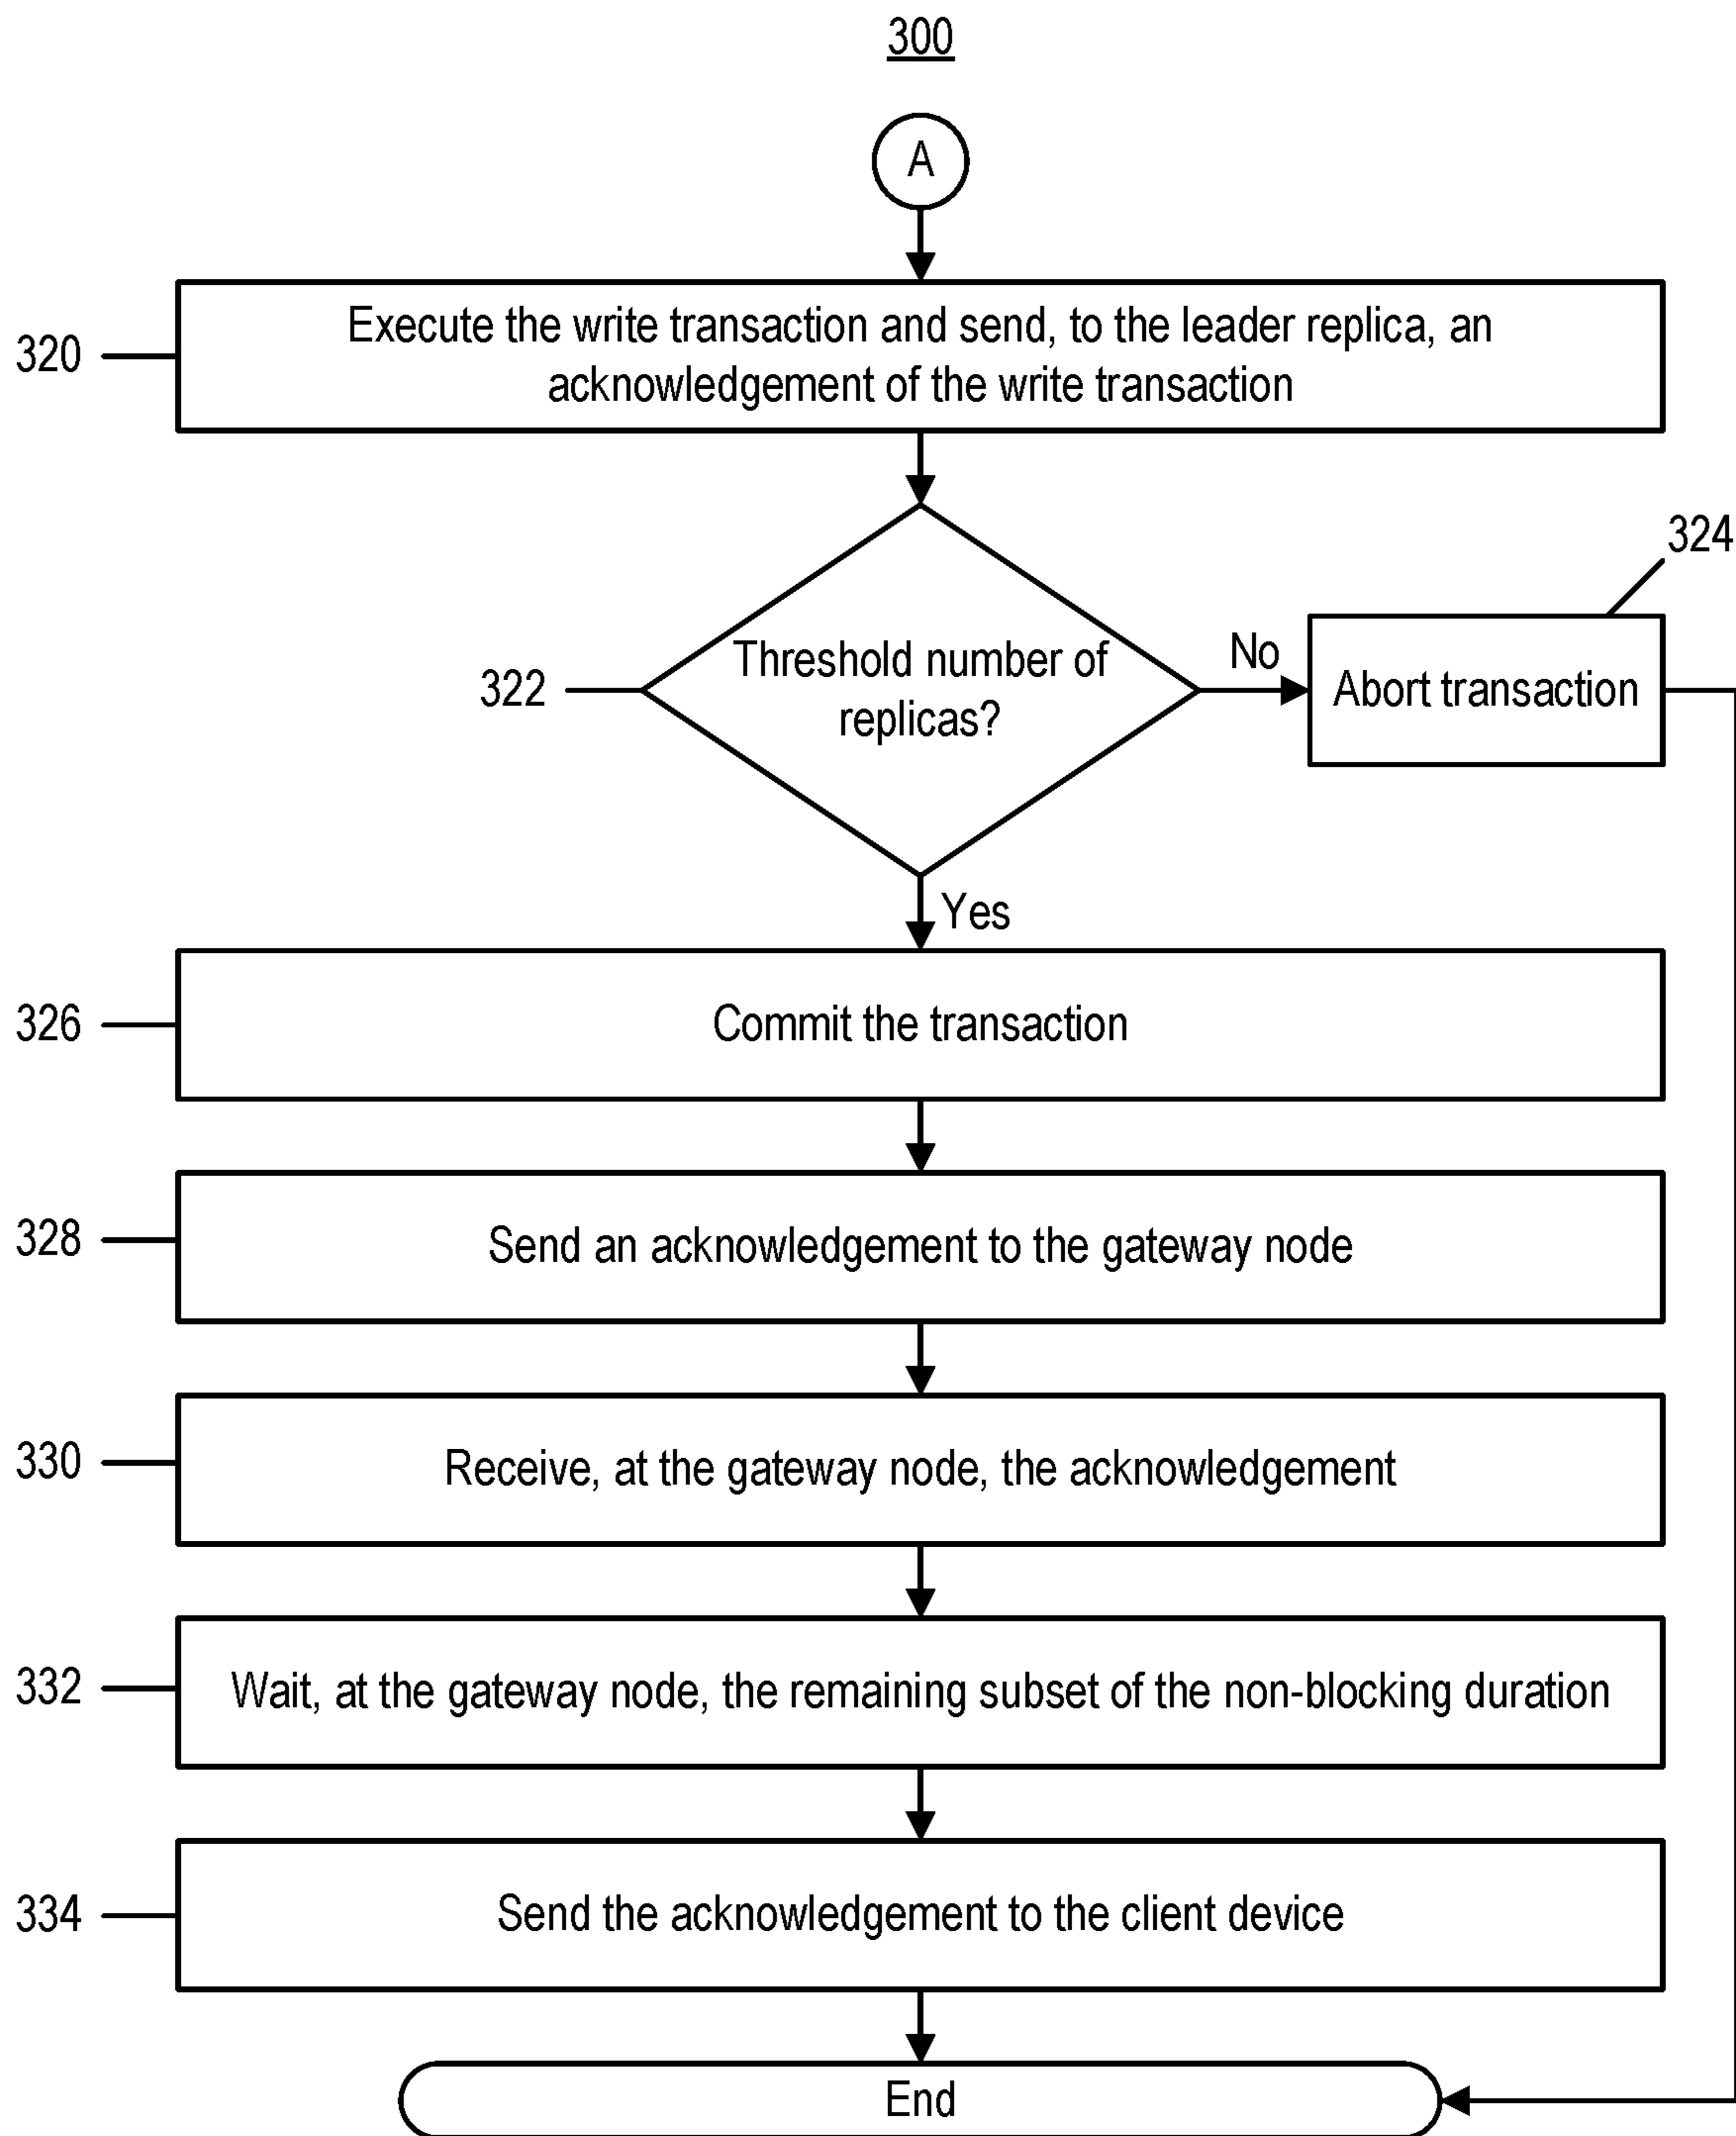 300
A
320
Execute the write transaction and send, to the leader replica, an
acknowledgement of the write transaction
324
322
Threshold number of
replicas?
No
Abort transaction
Yes
326
Commit the transaction
328
Send an acknowledgement to the gateway node
330
Receive, at the gateway node, the acknowledgement
332
Wait, at the gateway node, the remaining subset of the non-blocking duration
334
Send the acknowledgement to the client device
End